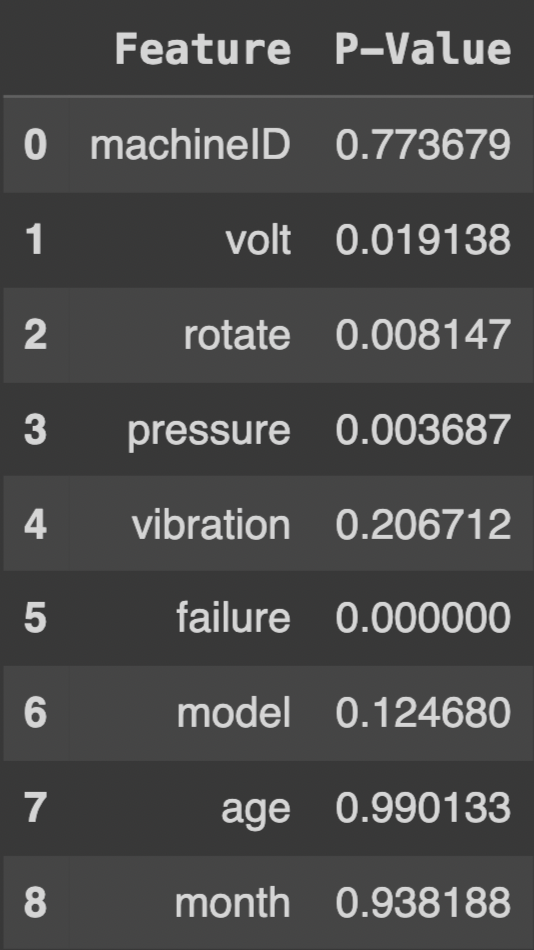 Feature P-Value
0 machineID 0.773679
1 volt 0.019138
2 rotate 0.008147
3 pressure 0.003687
4 vibration 0.206712
5 failure 0.000000
6 model 0.124680
7 age 0.990133
8 month 0.938188